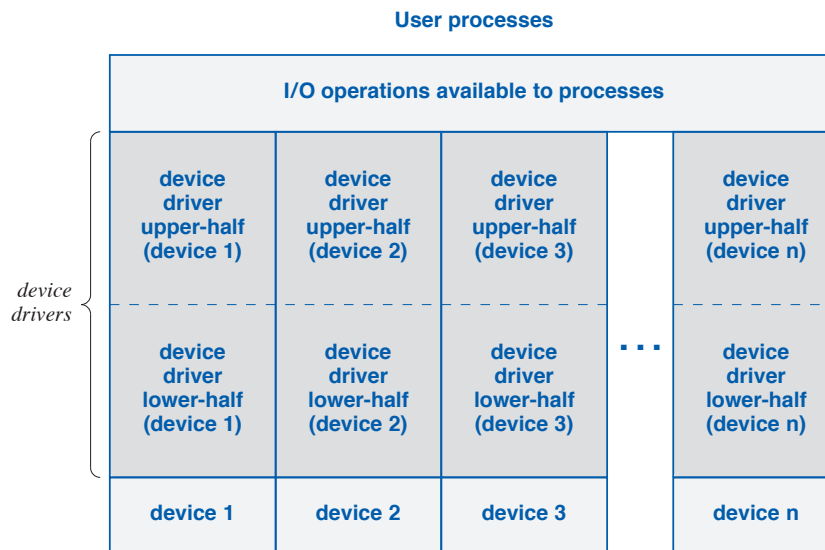 User processes
I/O operations available to processes
device
driver
upper-half
(device 1)
device
driver
upper-half
(device 2)
device
driver
upper-half
(device 3)
device
driver
upper-half
(device n)
device
drivers
device
driver
lower-half
(device 1)
device
driver
lower-half
(device 2)
device
driver
lower-half
(device 3)
. . .
device
driver
lower-half
(device n)
device 1
device 2
device 3
device n